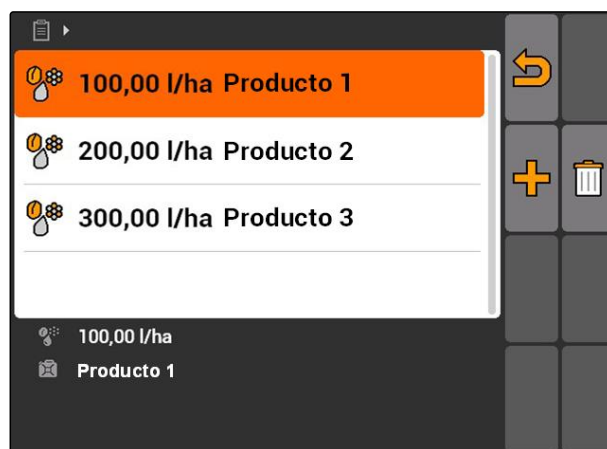 100,00 l/ha Producto 1
200,00 l/ha Producto 2
300,00 l/ha Producto 3
100,00 l/ha
Producto 1